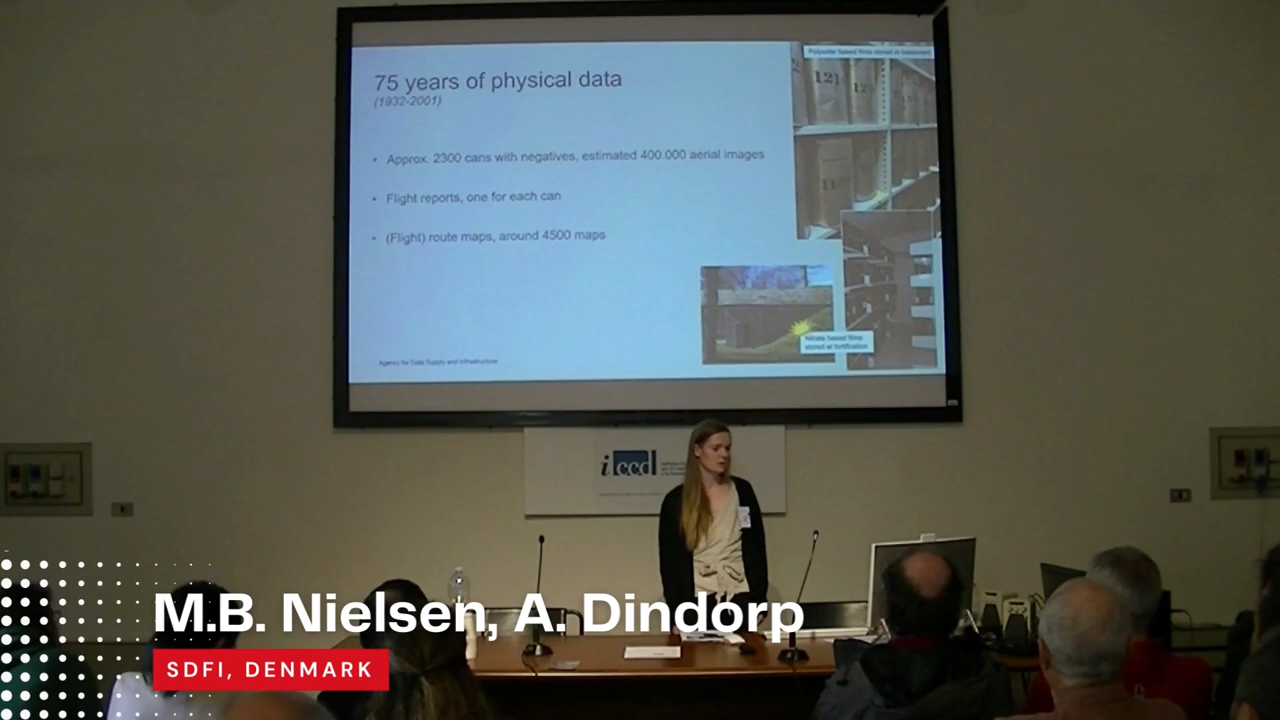 75 years of physical data
(1932-2001)
• Approx. 2300 cans with negatives, estimated 400.000 aerial images
• Flight reports, one for each can
• (Flight) route maps, around 4500 maps
Agency for Data Supply and Infrastructure
Polyester based films stored in basement
121
12
Nitrate based films
stored at fortification
iccd
M.B. Nielsen, A. Dindorp
SDFI, DENMARK